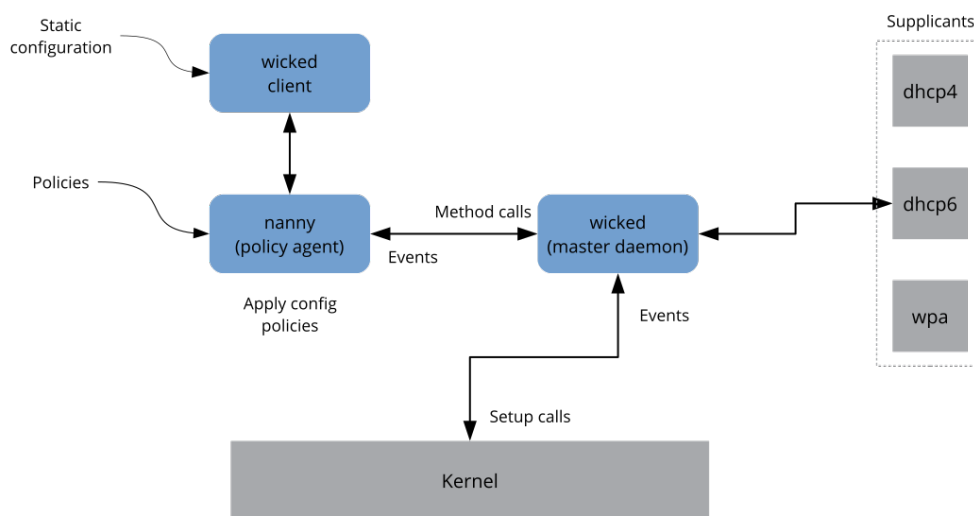 Static
configuration
wicked
client
Supplicants
dhcp4
Policies
nanny
(policy agent)
Method calls
Events
wicked
(master daemon)
dhcp6
Apply config
policies
Events
wpa
Setup calls
Kernel